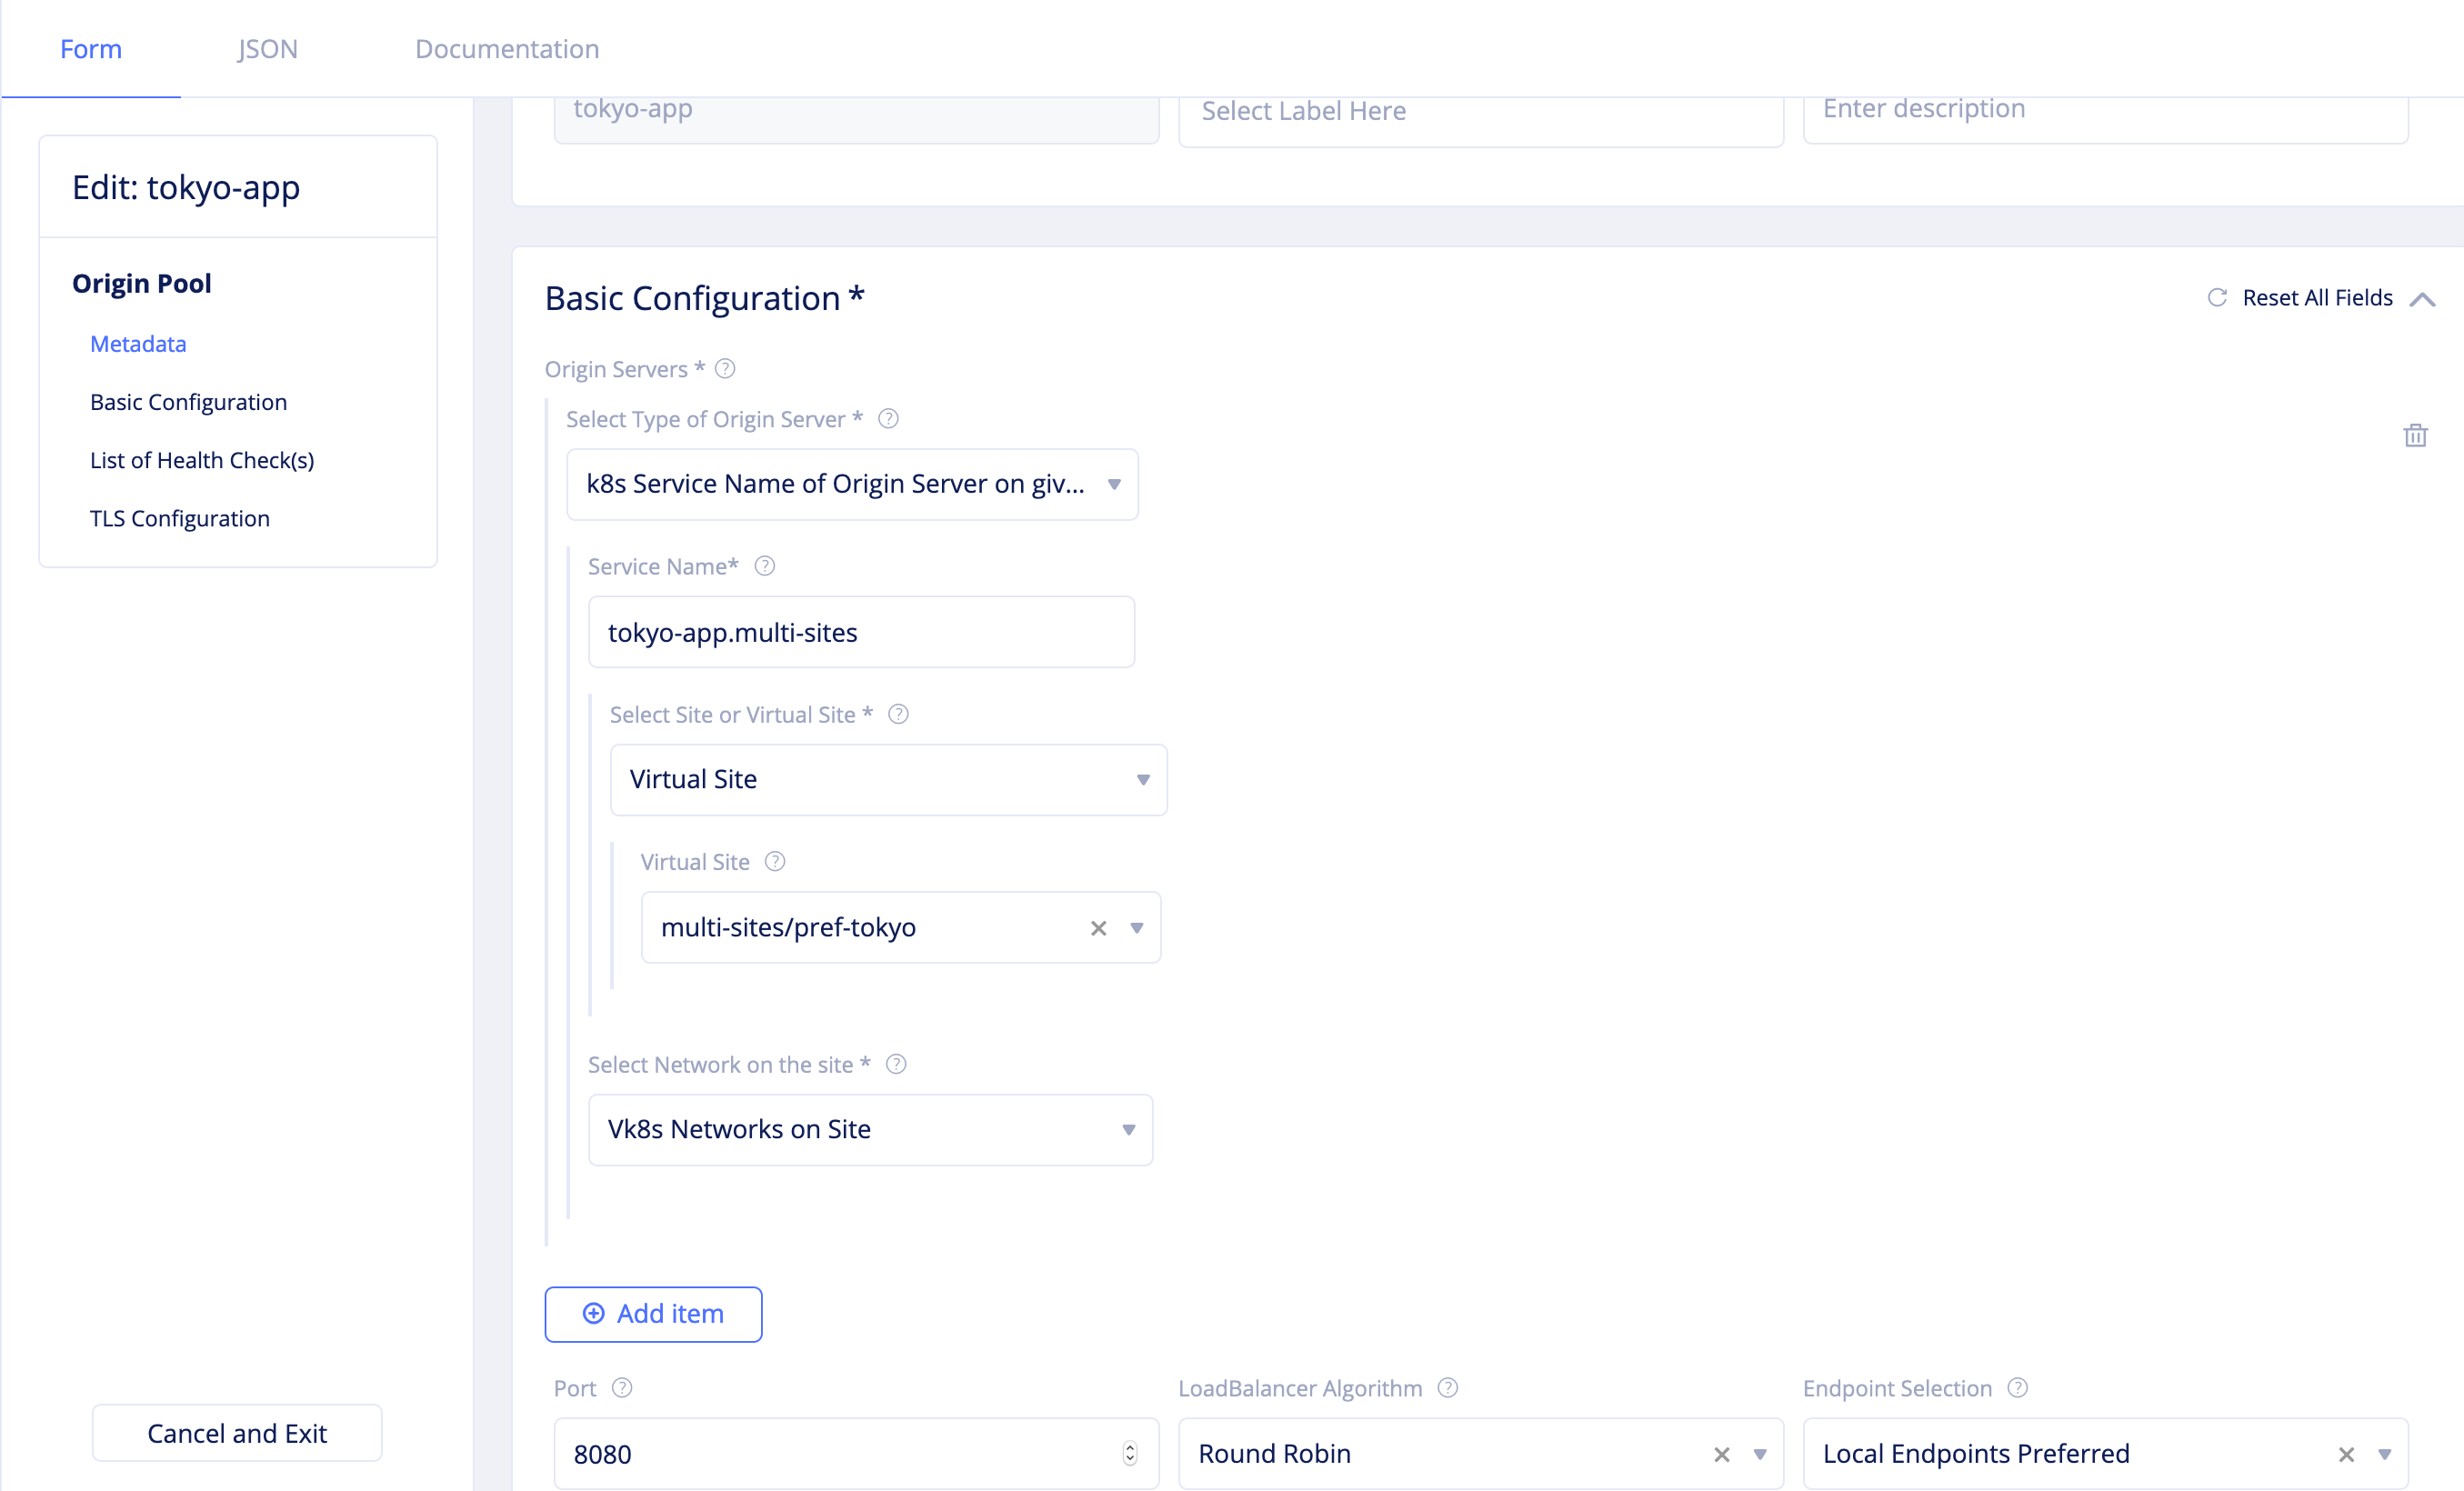 Form JSON Documentation
tokyo-app Select Label Here Enter description
Edit: tokyo-app
Origin Pool
Metadata
Basic Configuration
List of Health Check(s)
TLS Configuration
Cancel and Exit
Basic Configuration * Reset All Fields
Origin Servers *
Select Type of Origin Server *
k8s Service Name of Origin Server on giv...
Service Name*
tokyo-app.multi-sites
Select Site or Virtual Site *
Virtual Site
Virtual Site
multi-sites/pref-tokyo
Select Network on the site *
Vk8s Networks on Site
Add item
Port LoadBalancer Algorithm Endpoint Selection
8080 Round Robin Local Endpoints Preferred